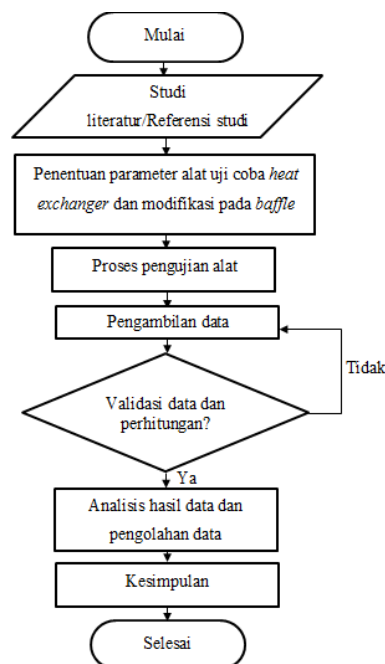 Mulai
Studi
literatur/Referensi studi
Penentuan parameter alat uji coba heat
exchanger dan modifikasi pada baffle
Proses pengujian alat
Pengambilan data
Tidak
Validasi data dan
perhitungan?
Ya
Analisis hasil data dan
pengolahan data
Kesimpulan
Selesai